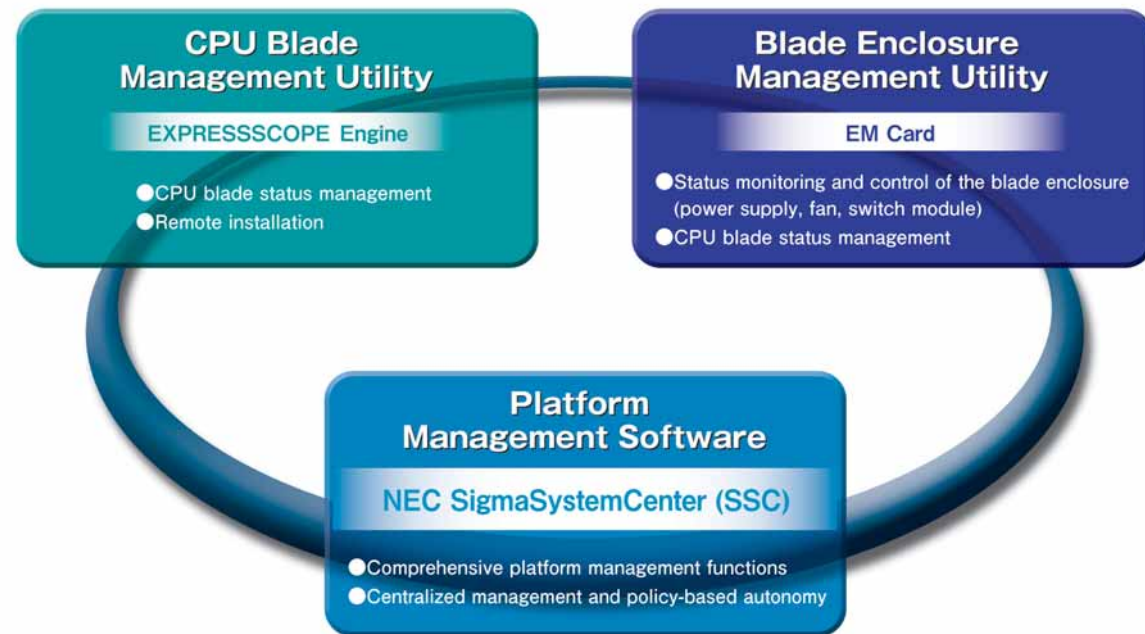 CPU Blade
Management Utility
EXPRESSSCOPE Engine
●CPU blade status management
●Remote installation
Blade Enclosure
Management Utility
EM Card
●Status monitoring and control of the blade enclosure
(power supply, fan, switch module)
●CPU blade status management
Platform
Management Software
NEC SigmaSystemCenter (SSC)
●Comprehensive platform management functions
●Centralized management and policy-based autonomy